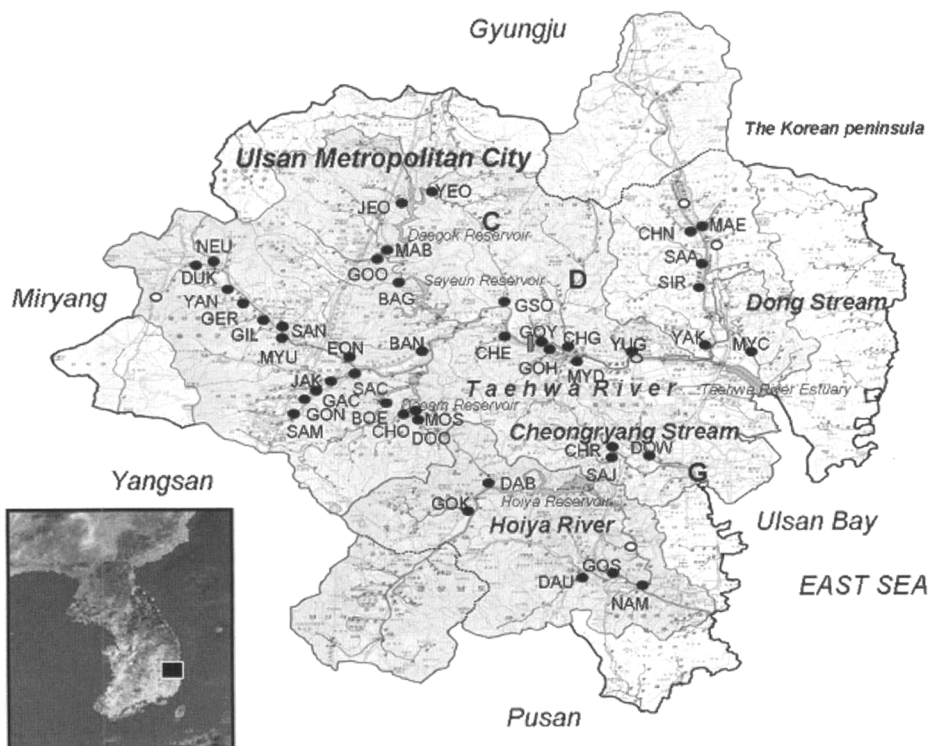 Gyungju
The Korean peninsula
Ulsan Metropolitan City
YEO
JEO
C
MAE
CHN
Daegok Reservoir
NEU
MAB
SAA
GOO
DUK
D
SIR
Sayeun Reservoir
BAG
Miryang
YAN
Dong Stream
GSO
GER
SAN
GIL
GOY
CHG
YUG
YAK
MYC
EON
BAN
CHE
MYU
GOH
MYD
JAK
SAC
Taehwa River
Taehwa River Estuary
GAC
GON
BOE
Reservoir
MOS
SAM
CHO
DOO
Cheongryang Stream
CHR
DOW
SAJ
G
Yangsan
DAB
Hoiya Reservoir
GOK
Hoiya River
Ulsan Bay
GOS
DAU
EAST SEA
NAM
Pusan